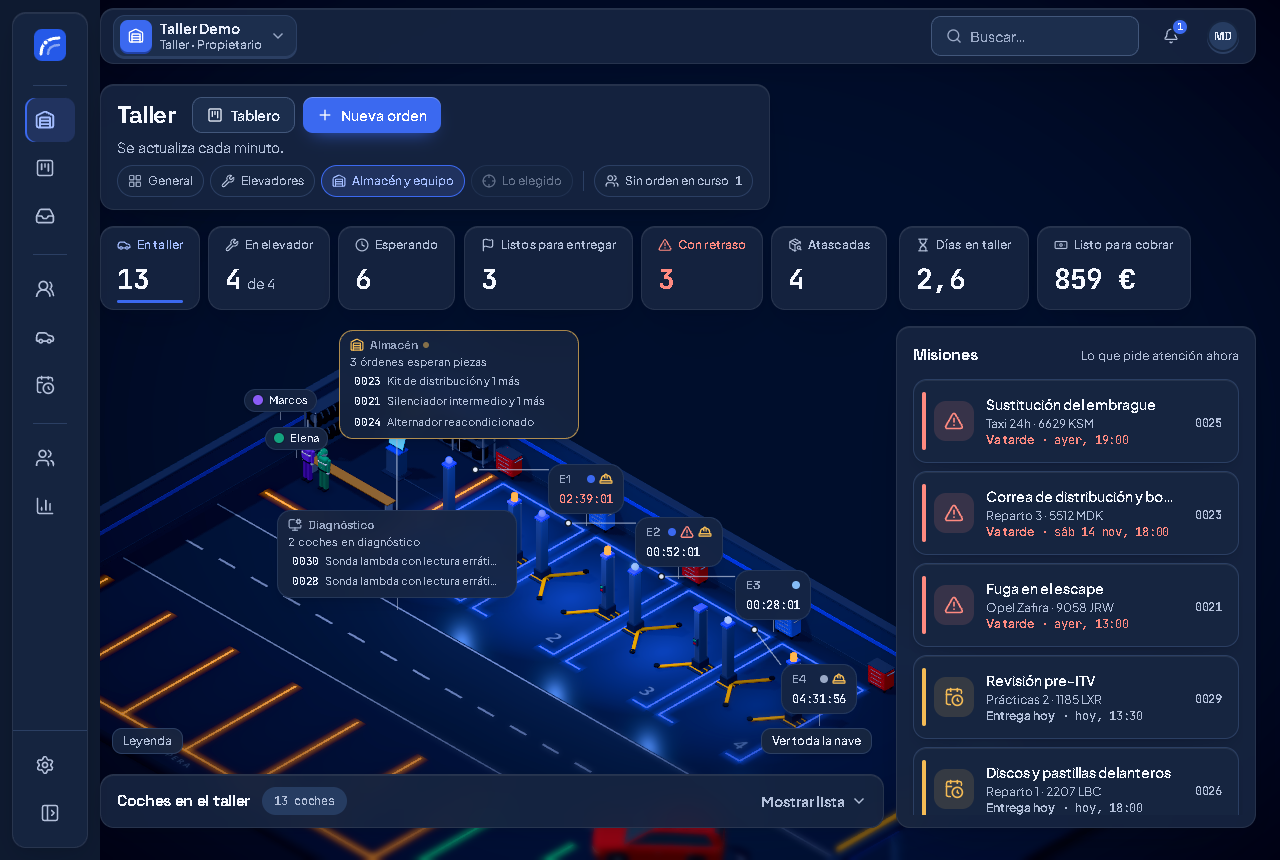 Taller Demo
Taller · Propietario
Buscar...
1
MD
Taller
Tablero
Nueva orden
Se actualiza cada minuto.
General
Elevadores
Almacén y equipo
Lo elegido
Sin orden en curso 1
En taller
13
En elevador
4 de 4
Esperando
6
Listos para entregar
3
Con retraso
3
Atascadas
4
Días en taller
2,6
Listo para cobrar
859 €
Almacén
3 órdenes esperan piezas
0023 Kit de distribución y 1 más
0021 Silenciador intermedio y 1 más
0024 Alternador reacondicionado
Marcos
Elena
E1
02:39:01
Diagnóstico
2 coches en diagnóstico
0030 Sonda lambda con lectura erráti...
0028 Sonda lambda con lectura erráti...
E2
00:52:01
E3
00:28:01
E4
04:31:56
2
3
4
Leyenda
Ver toda la nave
Coches en el taller
13 coches
Mostrar lista
Misiones
Lo que pide atención ahora
Sustitución del embrague
Taxi 24h · 6629 KSM
Va tarde · ayer, 19:00
0025
Correa de distribución y bo...
Reparto 3 · 5512 MDK
Va tarde · sáb 14 nov, 18:00
0023
Fuga en el escape
Opel Zafira · 9058 JRW
Va tarde · ayer, 13:00
0021
Revisión pre-ITV
Prácticas 2 · 1185 LXR
Entrega hoy · hoy, 13:30
0029
Discos y pastillas delanteros
Reparto 1 · 2207 LBC
Entrega hoy · hoy, 18:00
0026